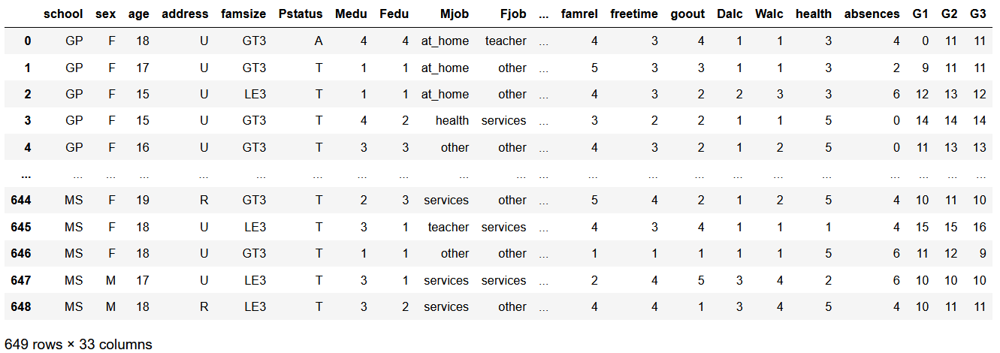 school sex age address famsize Pstatus Medu Fedu Mjob Fjob ... famrel freetime goout Dalc Walc health absences G1 G2 G3
0 GP F 18 U GT3 A 4 4 at_home teacher ... 4 3 4 1 1 3 4 0 11 11
1 GP F 17 U GT3 T 1 1 at_home other ... 5 3 3 1 1 3 2 9 11 11
2 GP F 15 U LE3 T 1 1 at_home other ... 4 3 2 2 3 3 6 12 13 12
3 GP F 15 U GT3 T 4 2 health services ... 3 2 2 1 1 5 0 14 14 14
4 GP F 16 U GT3 T 3 3 other other ... 4 3 2 1 2 5 0 11 13 13
... ... ... ... ... ... ... ... ... ... ... ... ... ... ... ... ... ... ... ... ... ...
644 MS F 19 R GT3 T 2 3 services other ... 5 4 2 1 2 5 4 10 11 10
645 MS F 18 U LE3 T 3 1 teacher services ... 4 3 4 1 1 1 4 15 15 16
646 MS F 18 U GT3 T 1 1 other other ... 1 1 1 1 1 5 6 11 12 9
647 MS M 17 U LE3 T 3 1 services services ... 2 4 5 3 4 2 6 10 10 10
648 MS M 18 R LE3 T 3 2 services other ... 4 4 1 3 4 5 4 10 11 11
649 rows × 33 columns